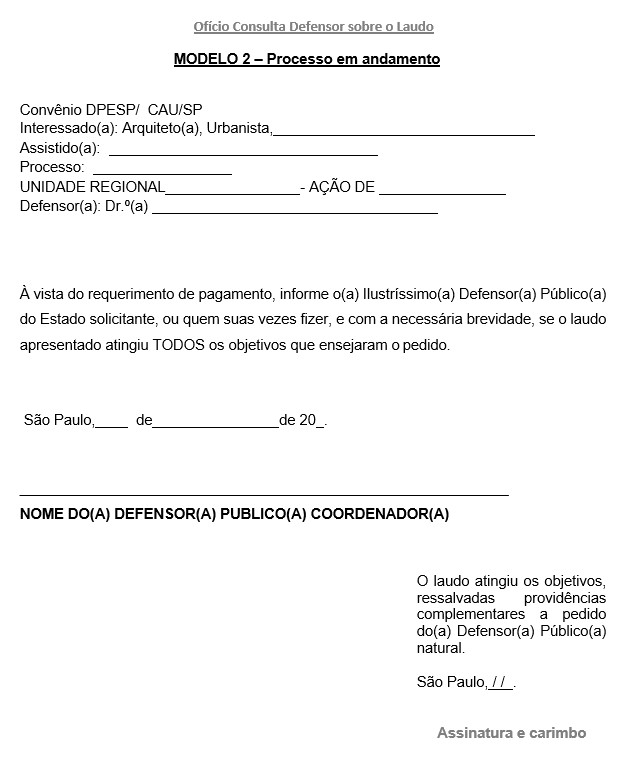 Ofício Consulta Defensor sobre o Laudo
MODELO 2 – Processo em andamento
Convênio DPESP/ CAU/SP
Interessado(a): Arquiteto(a), Urbanista,________________________________
Assistido(a): _________________________________
Processo: _________________
UNIDADE REGIONAL________________- AÇÃO DE _______________
Defensor(a): Dr.º(a) ___________________________________
À vista do requerimento de pagamento, informe o(a) Ilustríssimo(a) Defensor(a) Público(a)
do Estado solicitante, ou quem suas vezes fizer, e com a necessária brevidade, se o laudo
apresentado atingiu TODOS os objetivos que ensejaram o pedido.
São Paulo,____ de_______________de 20_.
____________________________________________________________
NOME DO(A) DEFENSOR(A) PUBLICO(A) COORDENADOR(A)
O laudo atingiu os objetivos,
ressalvadas providências
complementares a pedido
do(a) Defensor(a) Público(a)
natural.
São Paulo,_/ /_.
Assinatura e carimbo